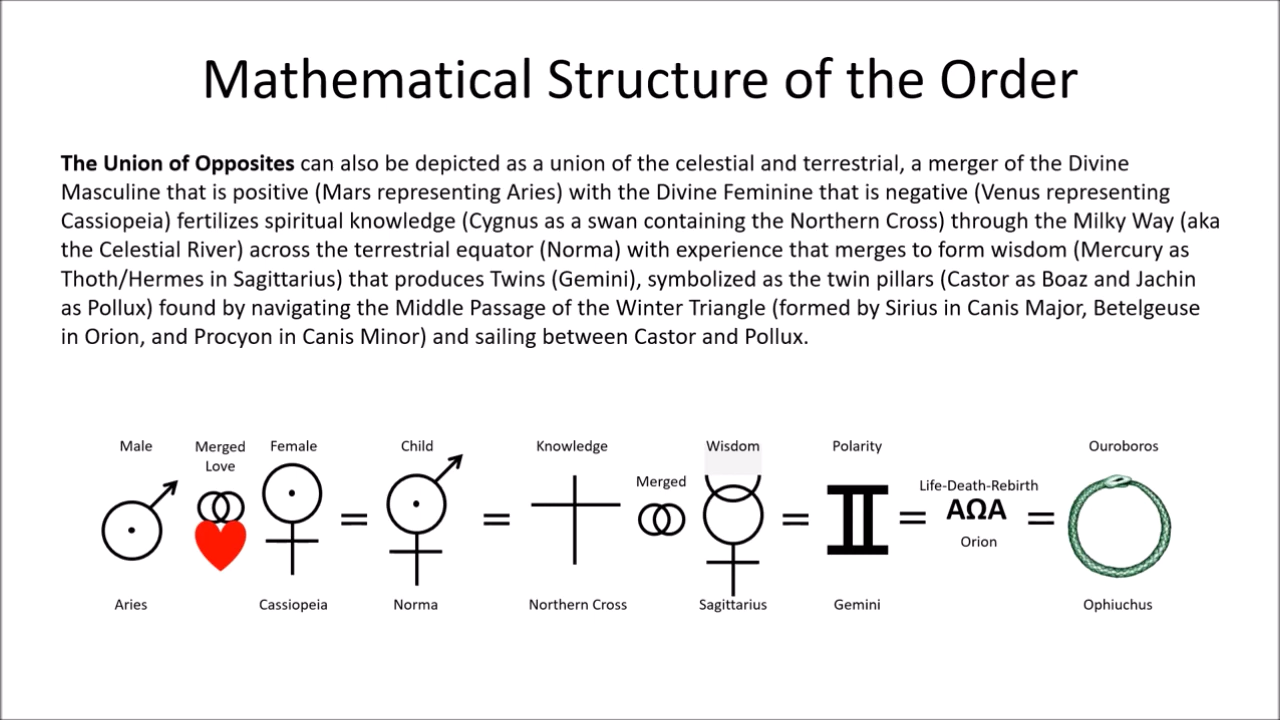 Mathematical Structure of the Order
The Union of Opposites can also be depicted as a union of the celestial and terrestrial, a merger of the Divine
Masculine that is positive (Mars representing Aries) with the Divine Feminine that is negative (Venus representing
Cassiopeia) fertilizes spiritual knowledge (Cygnus as a swan containing the Northern Cross) through the Milky Way (aka
the Celestial River) across the terrestrial equator (Norma) with experience that merges to form wisdom (Mercury as
Thoth/Hermes in Sagittarius) that produces Twins (Gemini), symbolized as the twin pillars (Castor as Boaz and Jachin
as Pollux) found by navigating the Middle Passage of the Winter Triangle (formed by Sirius in Canis Major, Betelgeuse
in Orion, and Procyon in Canis Minor) and sailing between Castor and Pollux.
Male
Merged
Love
Female
Child
Knowledge
Merged
Wisdom
Polarity
Life-Death-Rebirth
Ouroboros
= = = = =
ΑΩΑ
Orion
Aries
Cassiopeia
Norma
Northern Cross
Sagittarius
Gemini
Ophiuchus